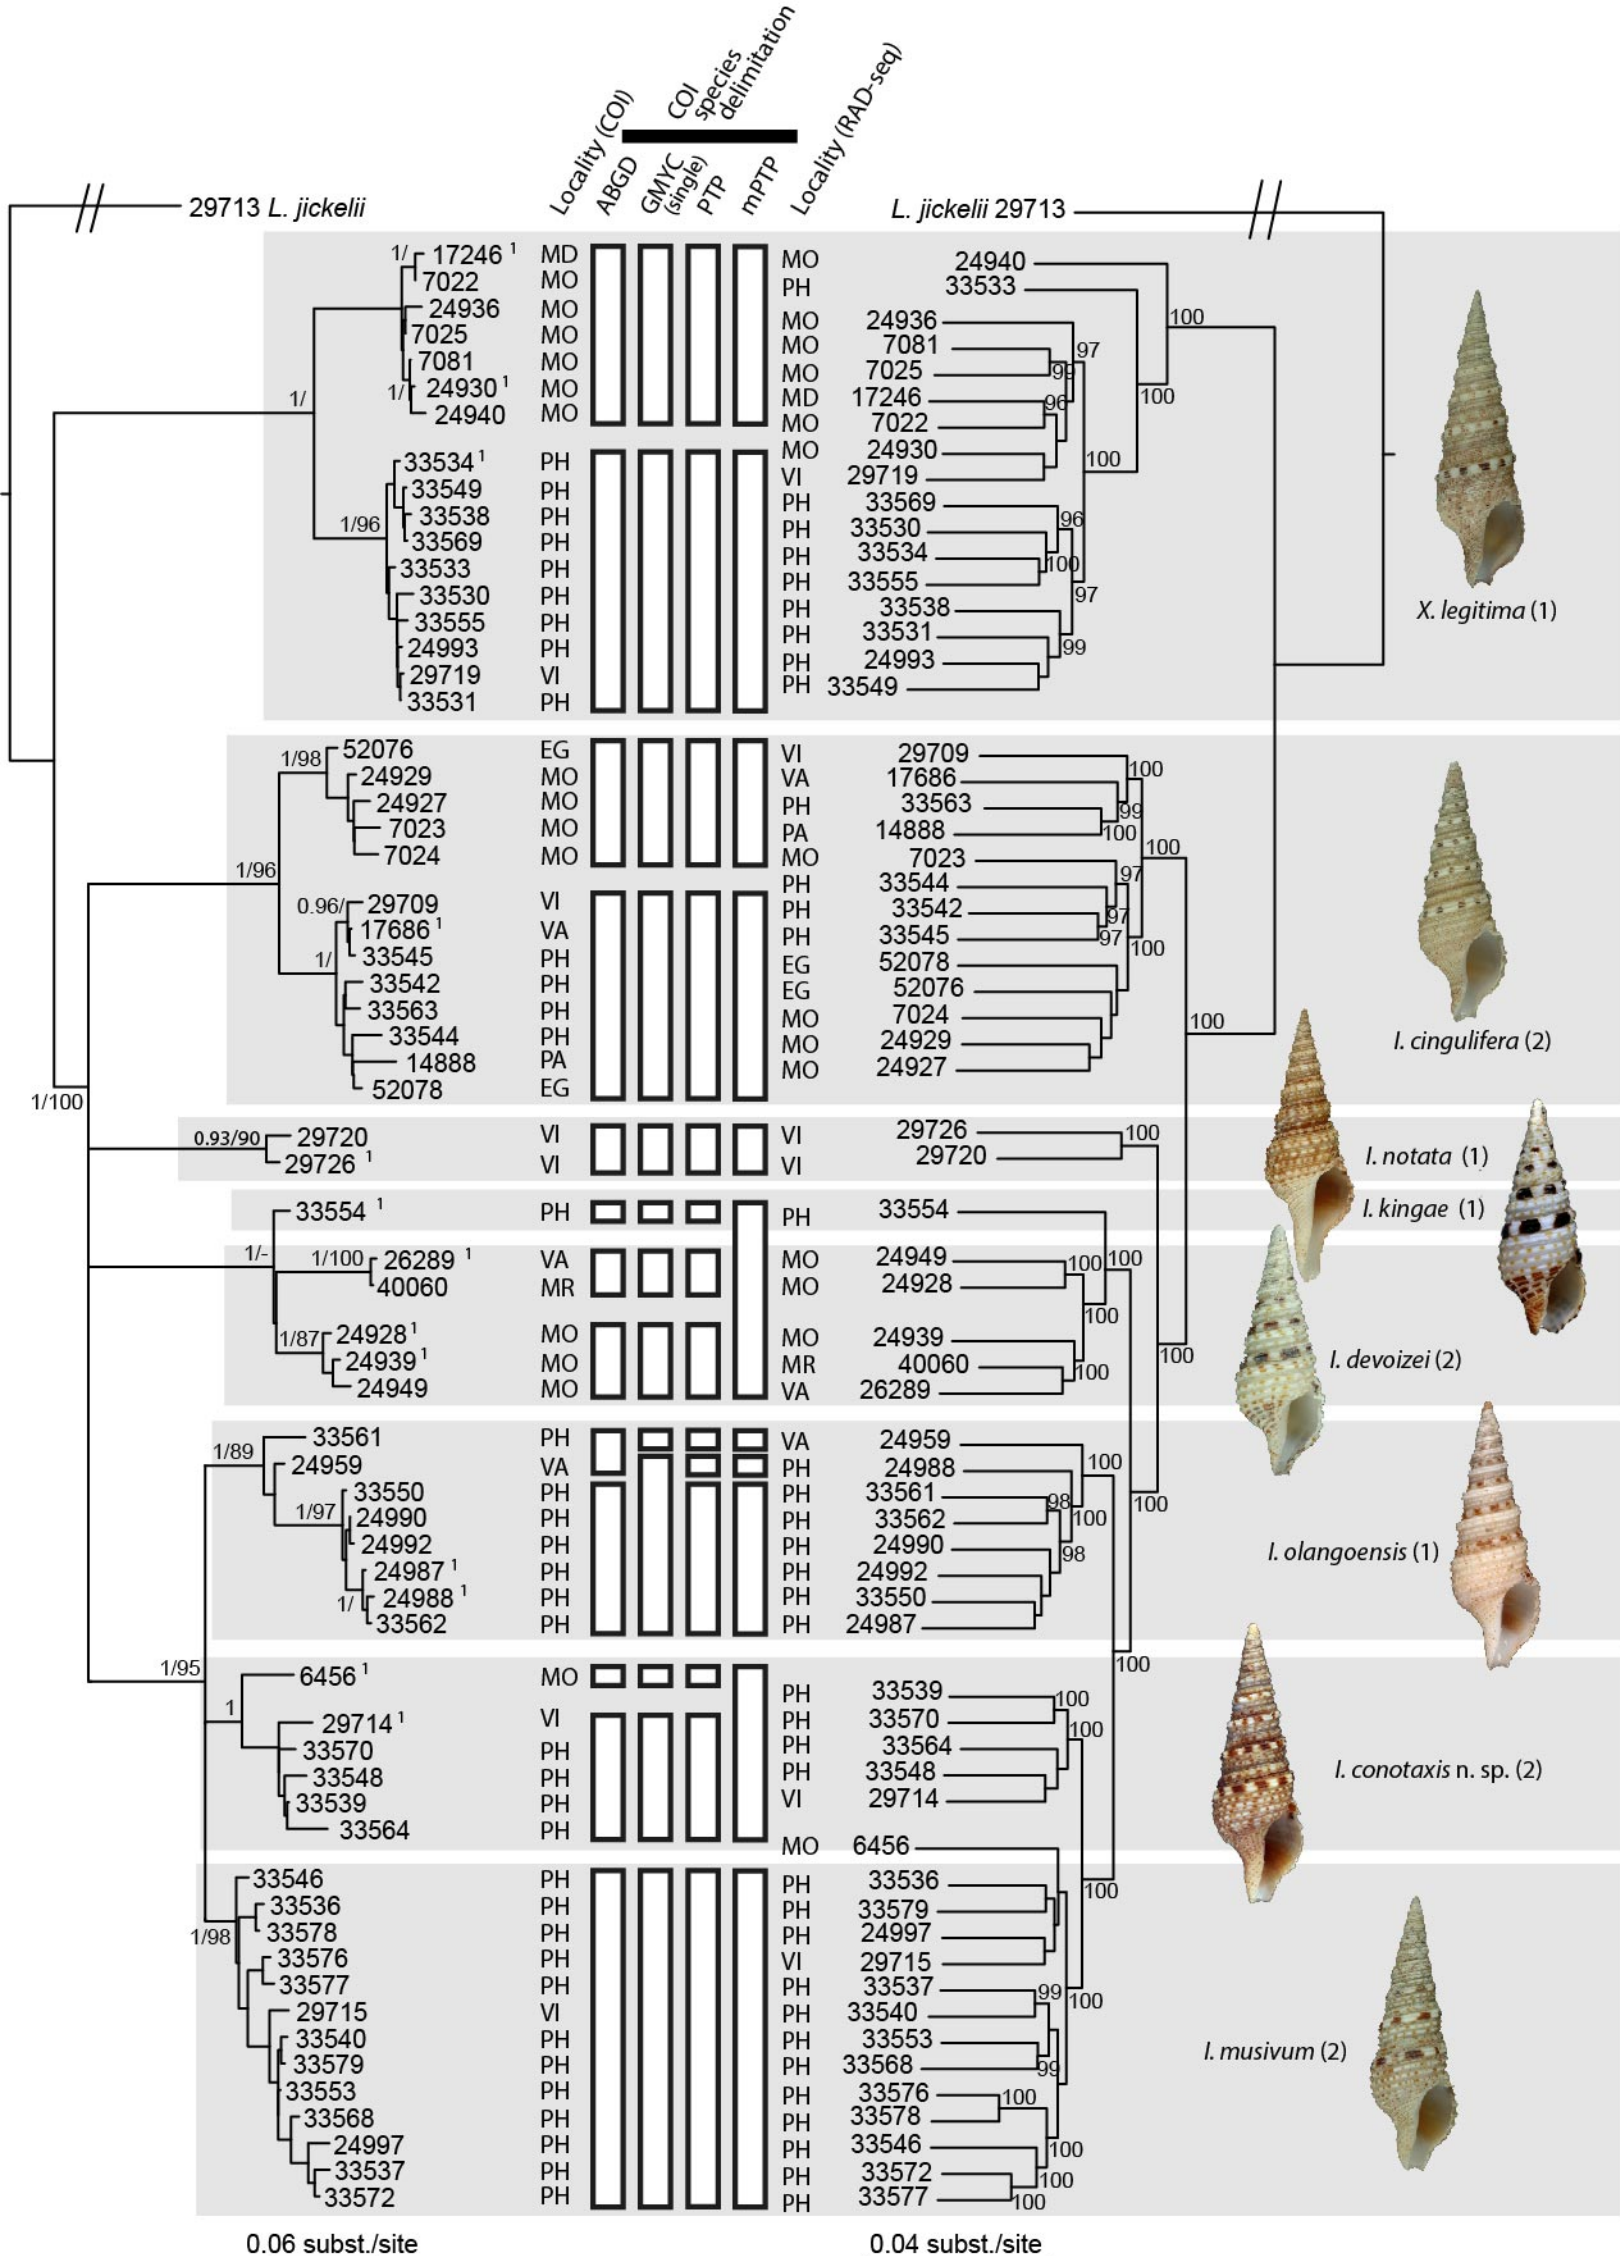 COI
species
delimitation
Locality (COI)
ABGD
GMYC
(single)
PTP
mPTP
Locality (RAD-seq)
29713 L. jickelii
L. jickelii 29713
1/
17246 1
MD
7022
MO
24936
MO
7025
MO
7081
MO
1/
24930 1
MO
24940
MO
1/
33534 1
PH
33549
PH
33538
PH
1/96
33569
PH
33533
PH
33530
PH
33555
PH
24993
PH
29719
VI
33531
PH
MO
24940
PH
33533
100
MO
24936
MO
7081
97
MO
7025
99
MD
17246
96
100
MO
7022
MO
24930
100
VI
29719
PH
33569
96
PH
33530
PH
33534
100
PH
33555
97
PH
33538
PH
33531
99
PH
24993
PH
33549
X. legitima (1)
1/98
52076
EG
24929
MO
24927
MO
7023
MO
7024
MO
1/96
0.96/
29709
VI
17686 1
VA
1/
33545
PH
33542
PH
33563
PH
33544
PH
14888
PA
52078
EG
1/100
VI
29709
100
VA
17686
PH
33563
99
PA
14888
100
MO
7023
100
PH
33544
97
PH
33542
97
PH
33545
97
100
EG
52078
EG
52076
MO
7024
100
MO
24929
MO
24927
I. cingulifera (2)
0.93/90
29720
VI
29726 1
VI
VI
29726
100
VI
29720
I. notata (1)
33554 1
PH
PH
33554
I. kingae (1)
1/-
1/100
26289 1
VA
40060
MR
1/87
24928 1
MO
24939 1
MO
24949
MO
MO
24949
100
100
MO
24928
100
MO
24939
100
MR
40060
100
VA
26289
I. devoizei (2)
1/89
33561
PH
24959
VA
33550
PH
1/97
24990
PH
24992
PH
24987 1
PH
1/
24988 1
PH
33562
PH
VA
24959
100
PH
24988
PH
33561
98
100
PH
33562
100
PH
24990
98
PH
24992
PH
33550
PH
24987
100
I. olangoensis (1)
1/95
6456 1
MO
1
29714 1
VI
33570
PH
33548
PH
33539
PH
33564
PH
PH
33539
100
PH
33570
100
PH
33564
PH
33548
VI
29714
MO
6456
I. conotaxis n. sp. (2)
33546
PH
33536
PH
1/98
33578
PH
33576
PH
33577
PH
29715
VI
33540
PH
33579
PH
33553
PH
33568
PH
24997
PH
33537
PH
33572
PH
PH
33536
100
PH
33579
PH
24997
VI
29715
PH
33537
99
100
PH
33540
PH
33553
PH
33568
99
PH
33576
100
PH
33578
PH
33546
100
PH
33572
100
PH
33577
100
I. musivum (2)
0.06 subst./site
0.04 subst./site